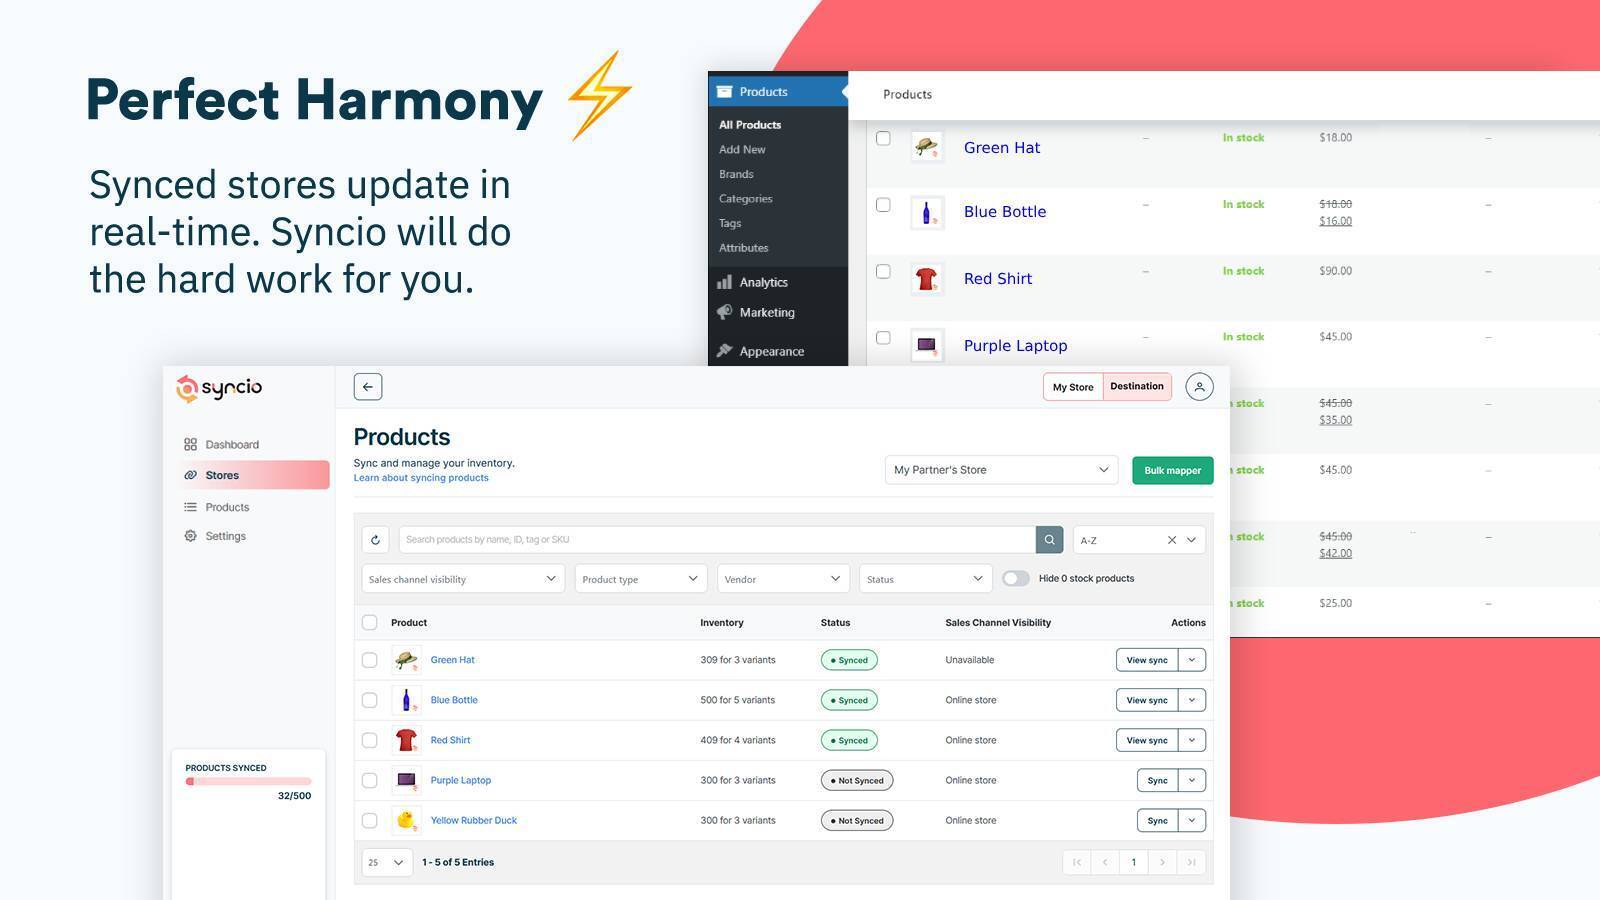 Perfect Harmony
Synced stores update in
real-time. Syncio will do
the hard work for you.
Products
All Products
Add New
Brands
Categories
Tags
Attributes
Analytics
Marketing
Appearance
Products
Green Hat – In stock $18.00 –
Blue Bottle – In stock $18.00 –
$16.00
Red Shirt – In stock $90.00 –
Purple Laptop – In stock $45.00 –
stock $45.00 –
$35.00
stock $45.00 –
stock $45.00 –
$42.00
stock $25.00 –
syncio
Dashboard
Stores
Products
Settings
PRODUCTS SYNCED
32/500
My Store Destination
Products
Sync and manage your inventory.
Learn about syncing products
My Partner's Store Bulk mapper
Search products by name, ID, tag or SKU A-Z
Sales channel visibility Product type Vendor Status Hide 0 stock products
Product Inventory Status Sales Channel Visibility Actions
Green Hat 309 for 3 variants Synced Unavailable View sync
Blue Bottle 500 for 5 variants Synced Online store View sync
Red Shirt 409 for 4 variants Synced Online store View sync
Purple Laptop 300 for 3 variants Not Synced Online store Sync
Yellow Rubber Duck 300 for 3 variants Not Synced Online store Sync
25 1 - 5 of 5 Entries 1